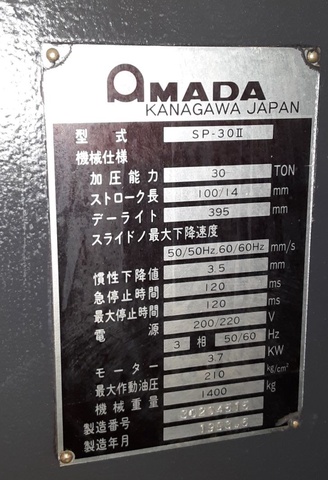 AMADA
KANAGAWA JAPAN
型式 SP-30Ⅱ
機械仕様
加圧能力 30 TON
ストローク長 100/14 mm
デーライト 395 mm
スライドノ最大下降速度
50/50Hz.60/60Hz mm/s
慣性下降値 3.5 mm
急停止時間 120 ms
最大停止時間 120 ms
電源 200/220 V
3 相 50/60 Hz
モーター 3.7 KW
最大作動油圧 210 kg/cm²
機械重量 1400 kg
製造番号
製造年月